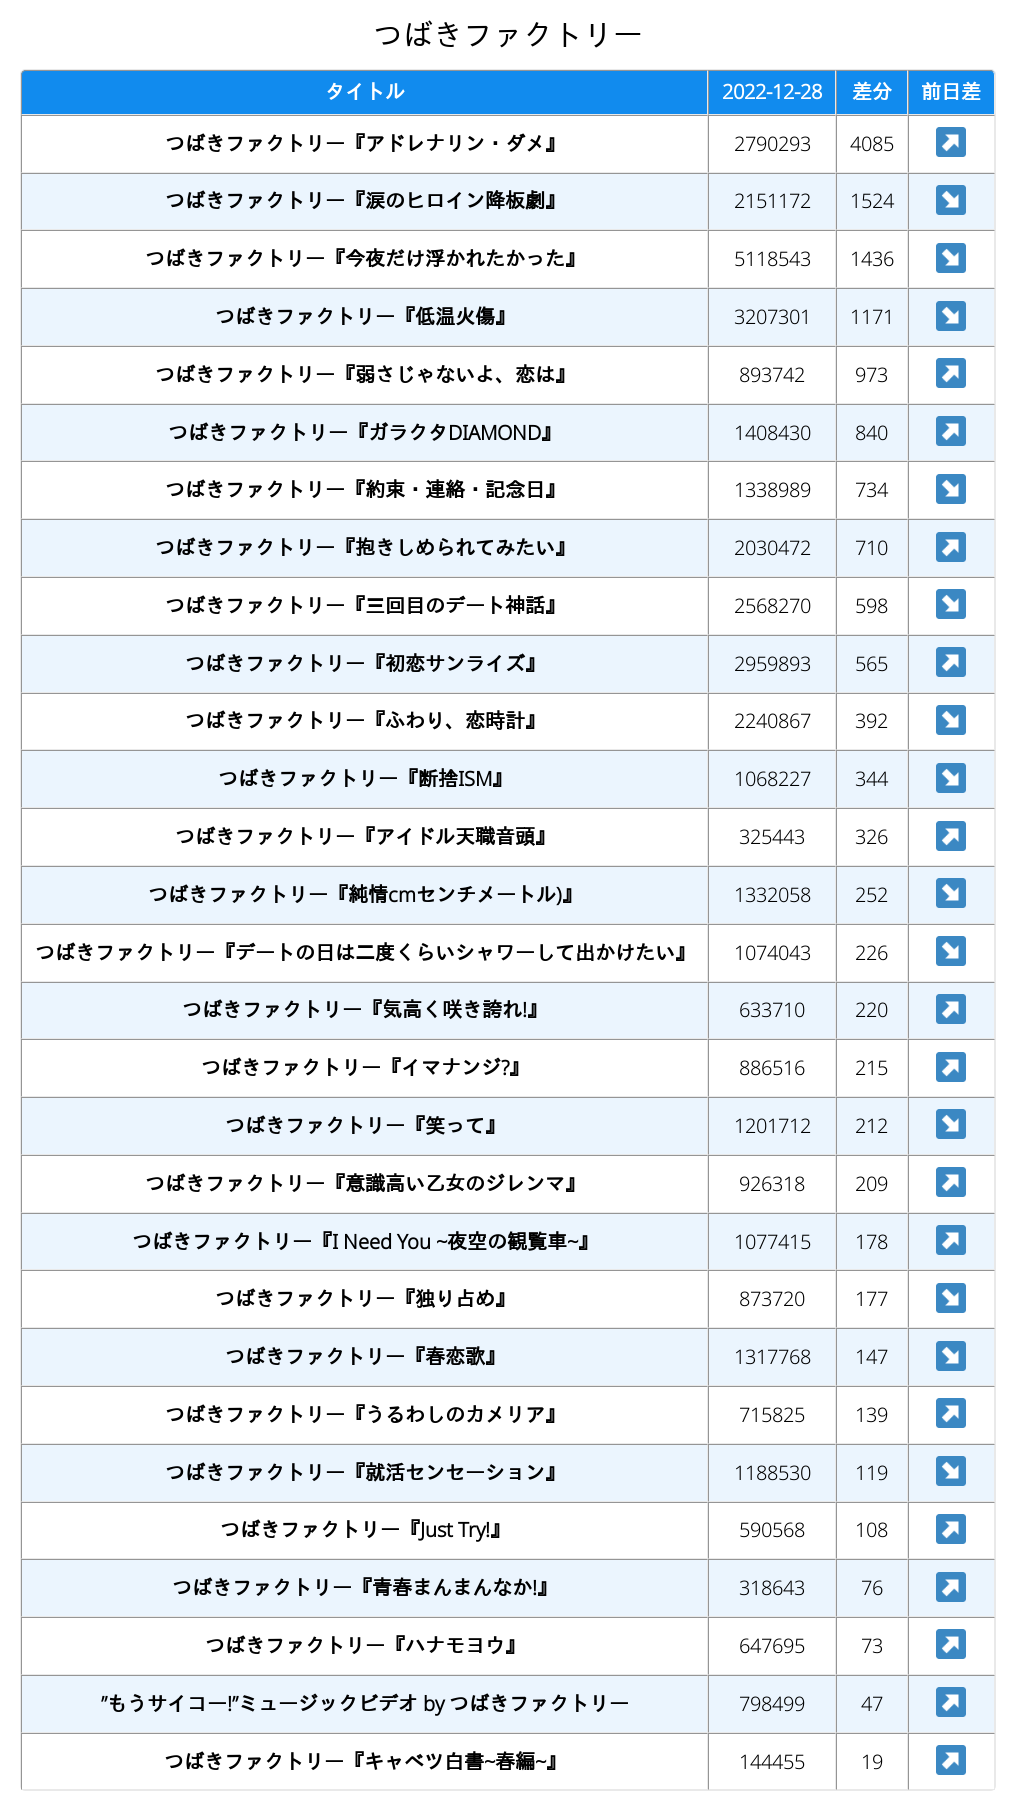 つばきファクトリー
タイトル 2022-12-28 差分 前日差
つばきファクトリー『アドレナリン・ダメ』 2790293 4085 ↗
つばきファクトリー『涙のヒロイン降板劇』 2151172 1524 ↘
つばきファクトリー『今夜だけ浮かれたかった』 5118543 1436 ↘
つばきファクトリー『低温火傷』 3207301 1171 ↘
つばきファクトリー『弱さじゃないよ、恋は』 893742 973 ↗
つばきファクトリー『ガラクタDIAMOND』 1408430 840 ↗
つばきファクトリー『約束・連絡・記念日』 1338989 734 ↘
つばきファクトリー『抱きしめられてみたい』 2030472 710 ↗
つばきファクトリー『三回目のデート神話』 2568270 598 ↘
つばきファクトリー『初恋サンライズ』 2959893 565 ↗
つばきファクトリー『ふわり、恋時計』 2240867 392 ↘
つばきファクトリー『断捨ISM』 1068227 344 ↘
つばきファクトリー『アイドル天職音頭』 325443 326 ↗
つばきファクトリー『純情cmセンチメートル)』 1332058 252 ↘
つばきファクトリー『デートの日は二度くらいシャワーして出かけたい』 1074043 226 ↘
つばきファクトリー『気高く咲き誇れ!』 633710 220 ↗
つばきファクトリー『イマナンジ?』 886516 215 ↗
つばきファクトリー『笑って』 1201712 212 ↘
つばきファクトリー『意識高い乙女のジレンマ』 926318 209 ↗
つばきファクトリー『I Need You ~夜空の観覧車~』 1077415 178 ↗
つばきファクトリー『独り占め』 873720 177 ↘
つばきファクトリー『春恋歌』 1317768 147 ↘
つばきファクトリー『うるわしのカメリア』 715825 139 ↗
つばきファクトリー『就活センセーション』 1188530 119 ↘
つばきファクトリー『Just Try!』 590568 108 ↗
つばきファクトリー『青春まんまんなか!』 318643 76 ↗
つばきファクトリー『ハナモヨウ』 647695 73 ↗
”もうサイコー!”ミュージックビデオ by つばきファクトリー 798499 47 ↗
つばきファクトリー『キャベツ白書~春編~』 144455 19 ↗